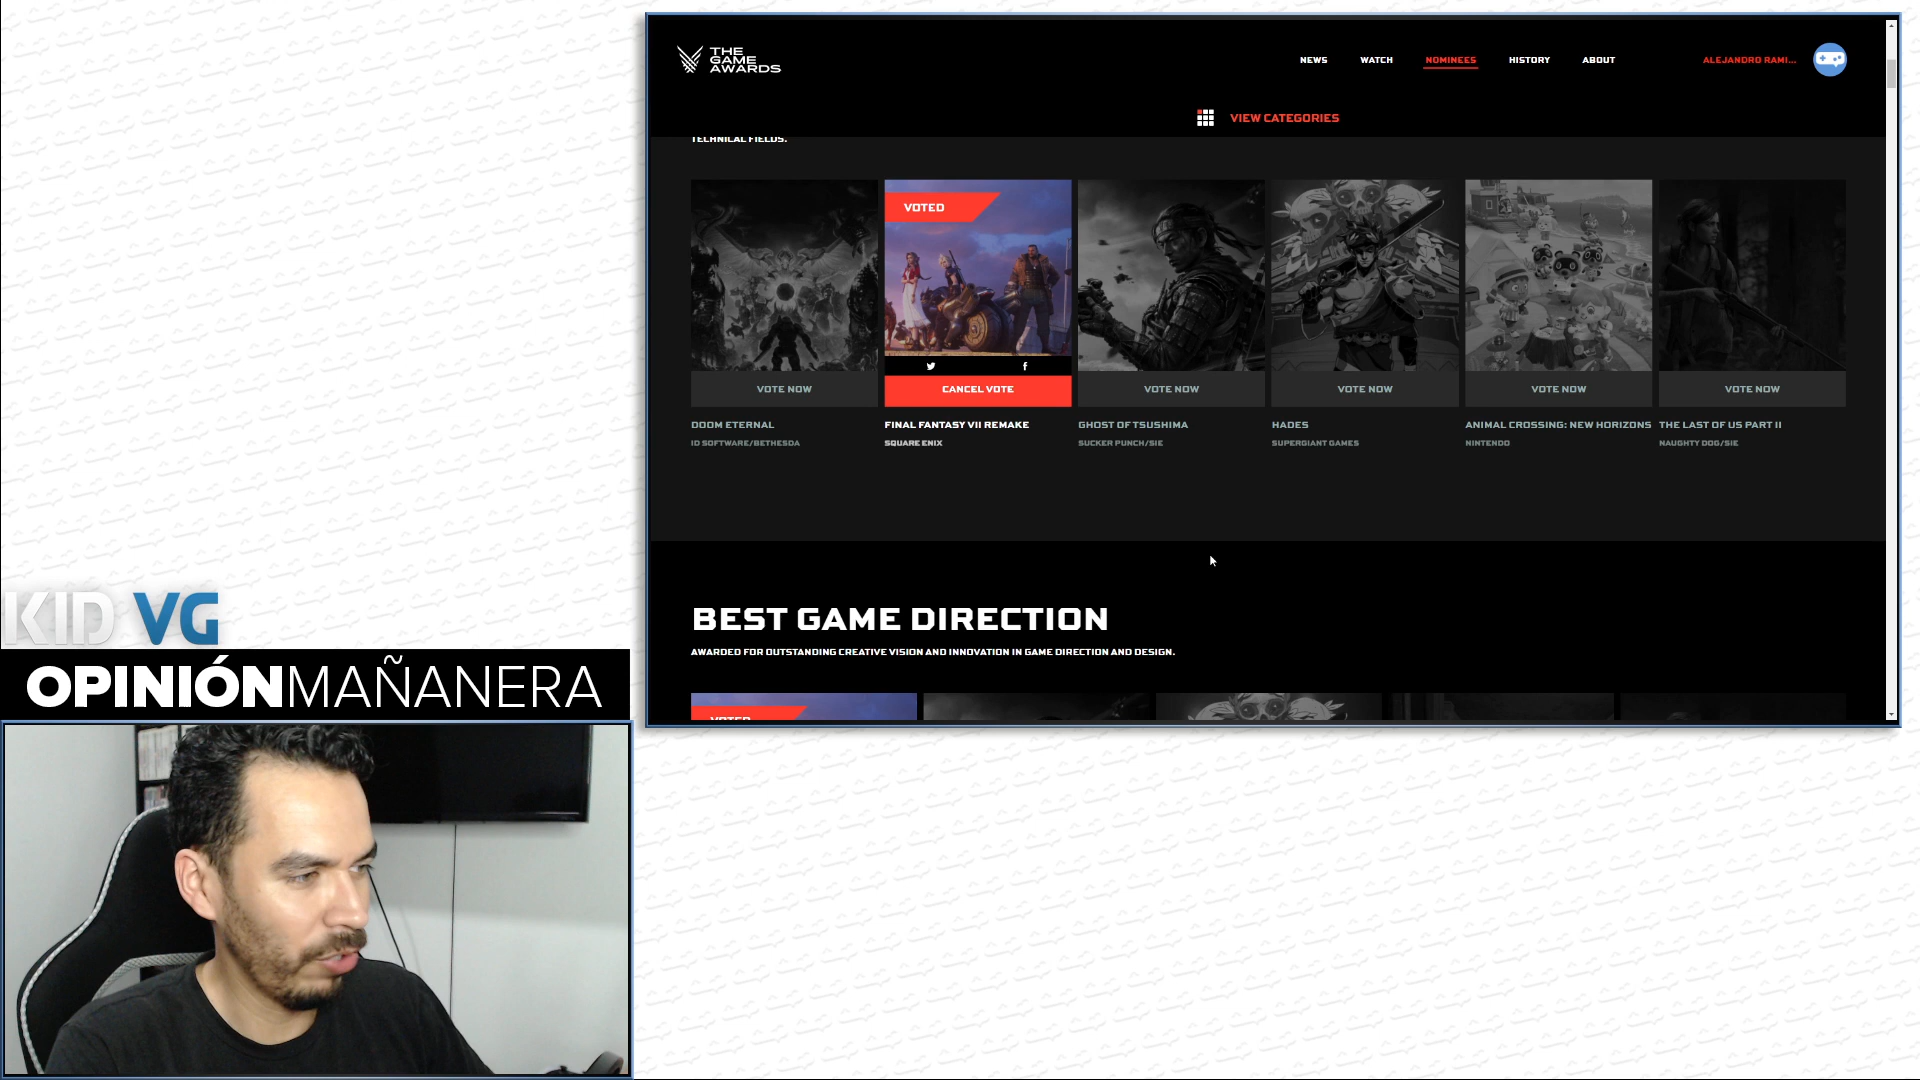 THE
GAME
AWARDS
NEWS
WATCH
NOMINEES
HISTORY
ABOUT
ALEJANDRO RAMI...
VIEW CATEGORIES
TECHNICAL FIELDS.
VOTED
VOTE NOW
CANCEL VOTE
VOTE NOW
VOTE NOW
VOTE NOW
VOTE NOW
DOOM ETERNAL
ID SOFTWARE/BETHESDA
FINAL FANTASY VII REMAKE
SQUARE ENIX
GHOST OF TSUSHIMA
SUCKER PUNCH/SIE
HADES
SUPERGIANT GAMES
ANIMAL CROSSING: NEW HORIZONS
NINTENDO
THE LAST OF US PART II
NAUGHTY DOG/SIE
BEST GAME DIRECTION
AWARDED FOR OUTSTANDING CREATIVE VISION AND INNOVATION IN GAME DIRECTION AND DESIGN.
VOTED
KID VG
OPINIÓNMAÑANERA